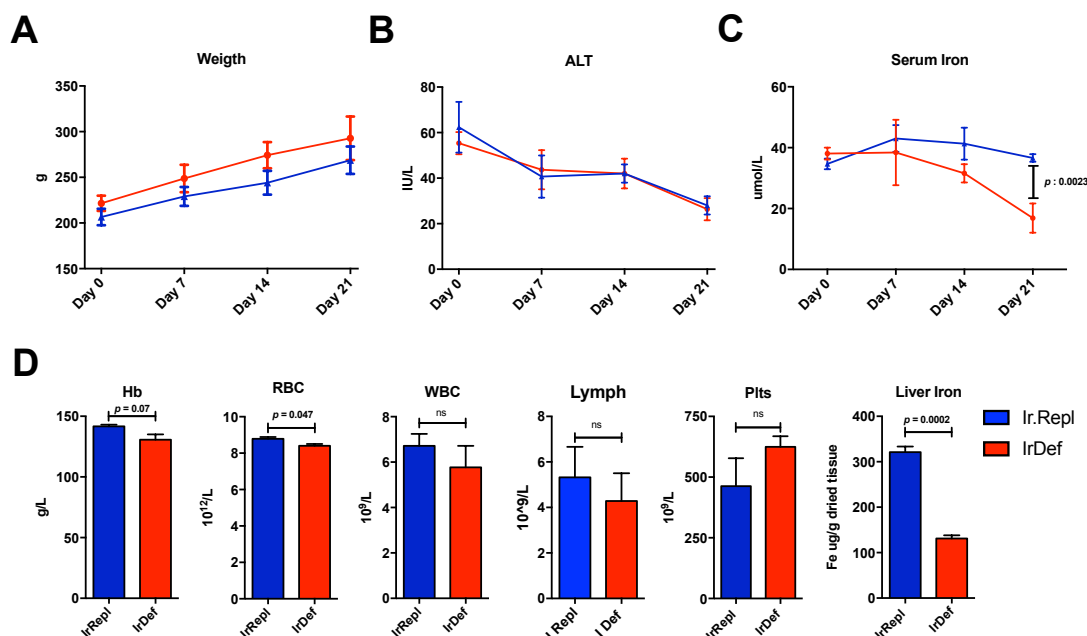 A
B
C
Weigth
ALT
Serum Iron
350
300
250
200
150
g
Day 0
Day 7
Day 14
Day 21
80
60
40
20
0
IU/L
Day 0
Day 7
Day 14
Day 21
60
40
20
0
umol/L
p : 0.0023
Day 0
Day 7
Day 14
Day 21
D
Hb
p = 0.07
150
100
50
0
g/L
IrRepl
IrDef
RBC
p = 0.047
10
8
6
4
2
0
10¹²/L
IrRepl
IrDef
WBC
ns
8
6
4
2
0
10⁹/L
IrRepl
IrDef
Lymph
ns
8
6
4
2
0
10^9/L
I Repl
I Def
Plts
ns
750
500
250
0
10⁹/L
IrRepl
IrDef
Liver Iron
p = 0.0002
400
300
200
100
0
Fe ug/g dried tissue
IrRepl
IrDef
Ir.Repl
IrDef